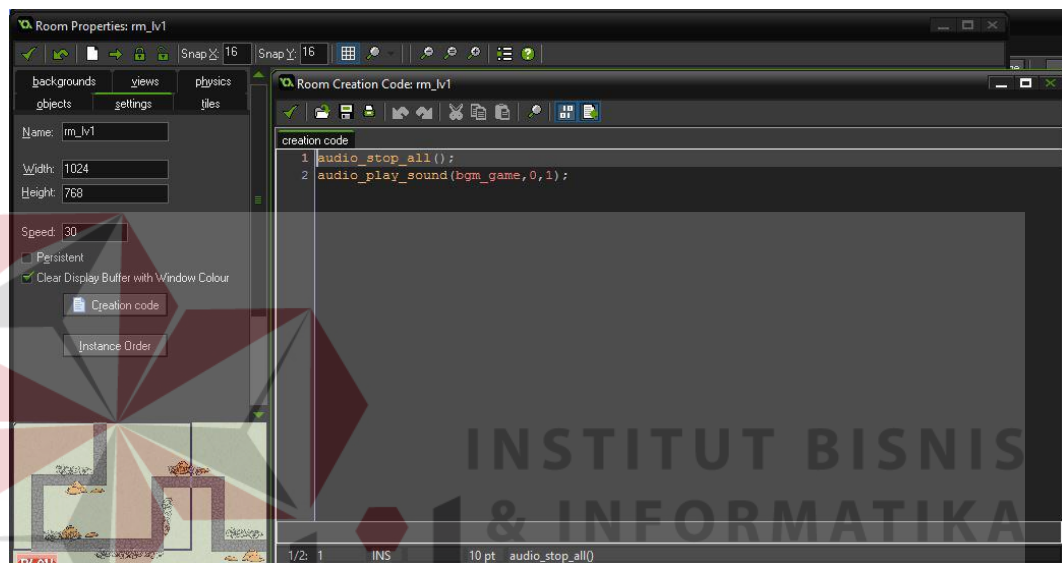 Room Properties: rm_lv1
Snap X: 16 Snap Y: 16
backgrounds views physics
objects settings tiles
Name: rm_lv1
Width: 1024
Height: 768
Speed: 30
Persistent
Clear Display Buffer with Window Colour
Creation code
Instance Order
Room Creation Code: rm_lv1
creation code
1 audio_stop_all();
2 audio_play_sound(bgm_game,0,1);
1/2: 1 INS 10 pt audio_stop_all()
INSTITUT BISNIS
& INFORMATIKA